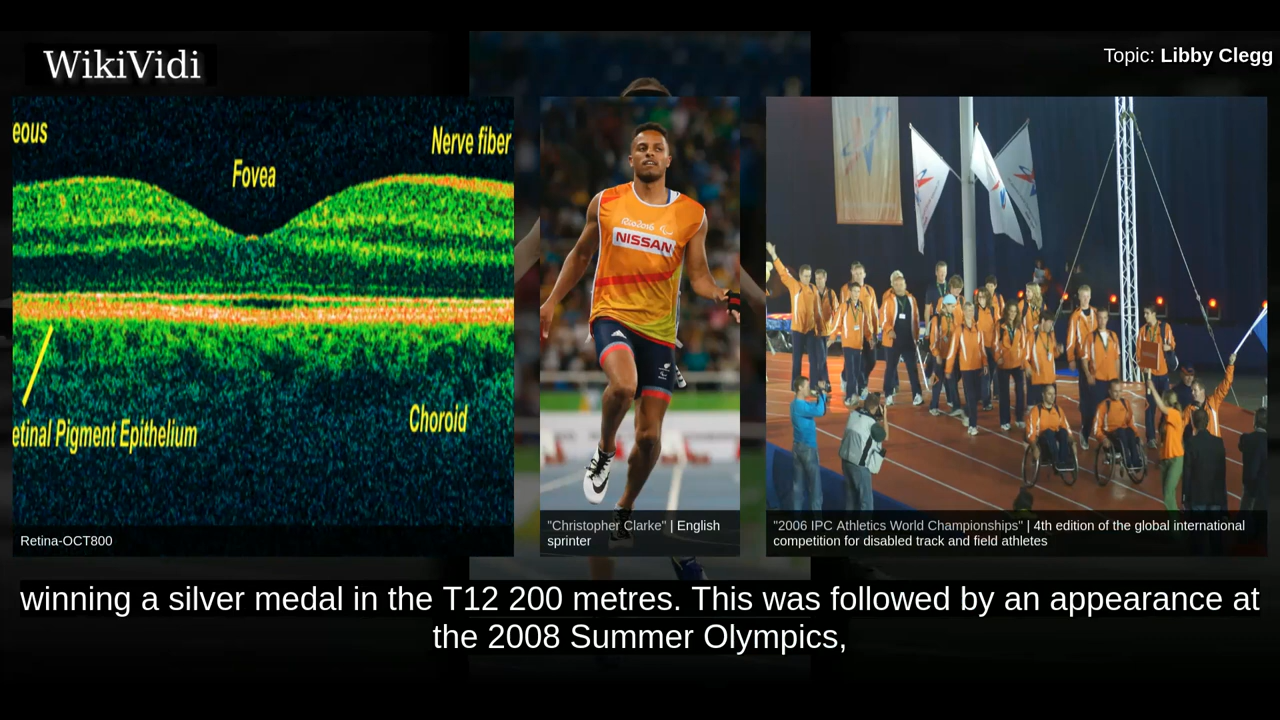 WikiVidi
Topic: Libby Clegg
eous
Nerve fiber
Fovea
etinal Pigment Epithelium
Choroid
Retina-OCT800
Rio2016
NISSAN
"Christopher Clarke" | English
sprinter
"2006 IPC Athletics World Championships" | 4th edition of the global international
competition for disabled track and field athletes
winning a silver medal in the T12 200 metres. This was followed by an appearance at
the 2008 Summer Olympics,